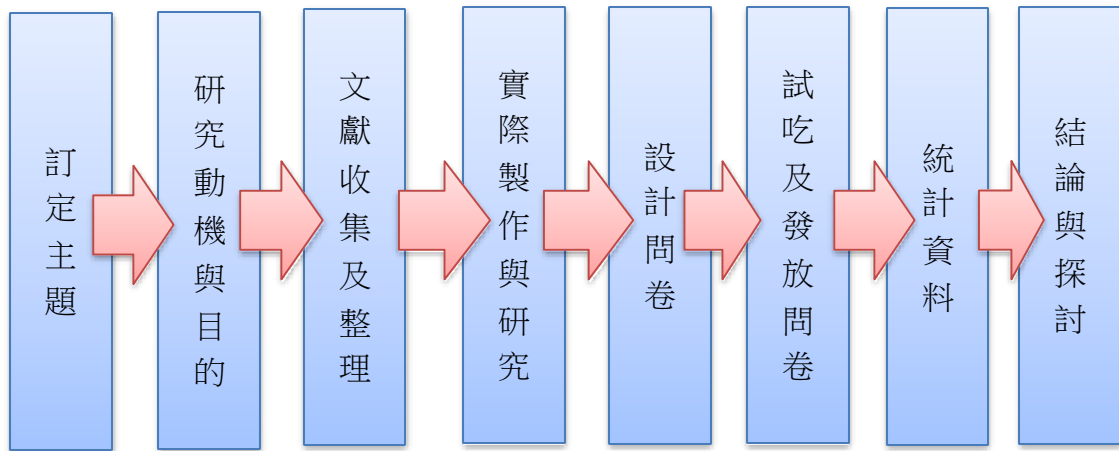 訂定主題
研究動機與目的
文獻收集及整理
實際製作與研究
設計問卷
試吃及發放問卷
統計資料
結論與探討